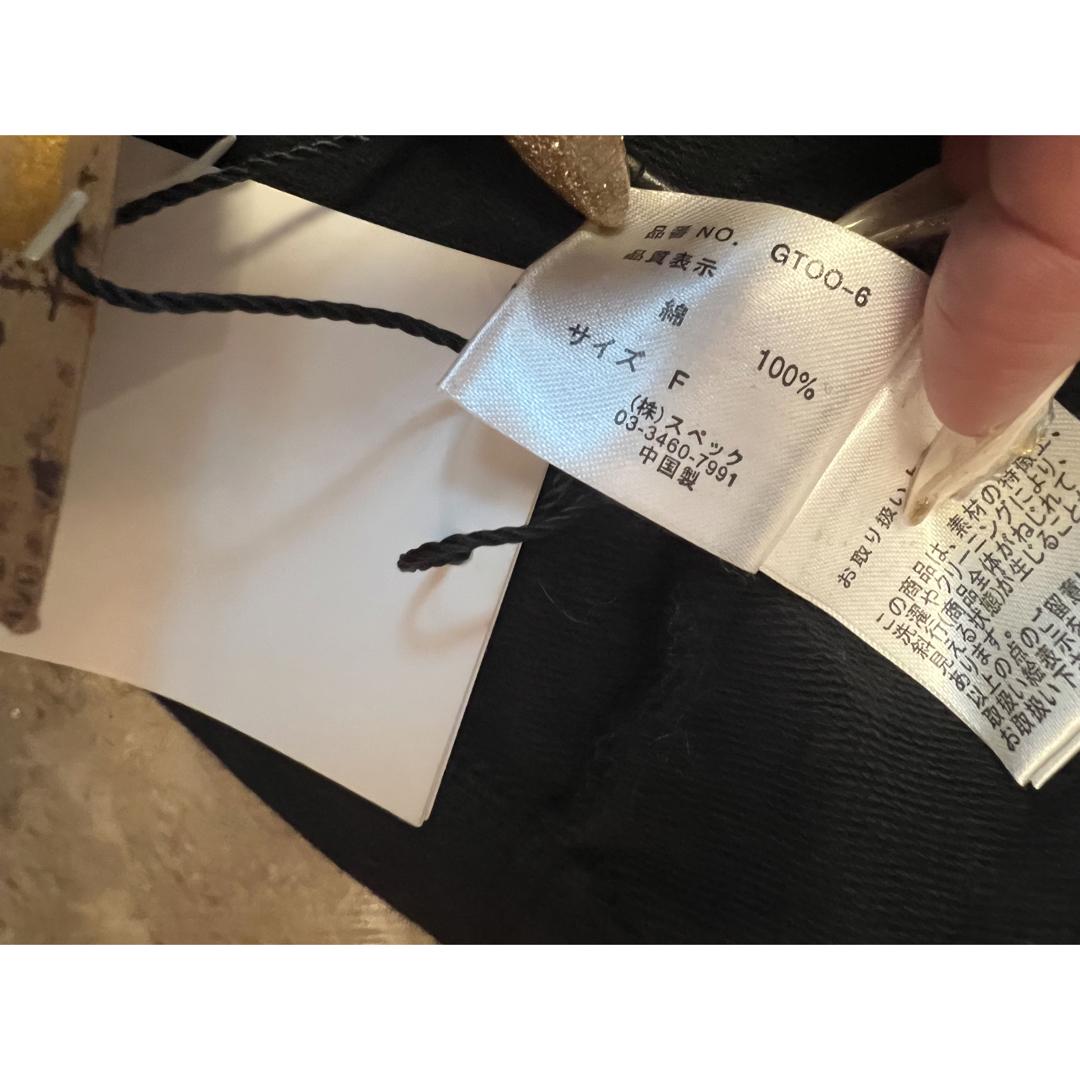 品番NO. GT00-6
品質表示
綿 100%
サイズ F
(株)スペック
03-3460-7991
中国製
お取り扱い上
この商品は、素材の特徴上、
ご洗濯やクリーニングにより、
斜行(商品全体がねじれて、
見える状態)が生じること
あります。
以上の点のご留意
取扱い絵表示を
お取扱い下